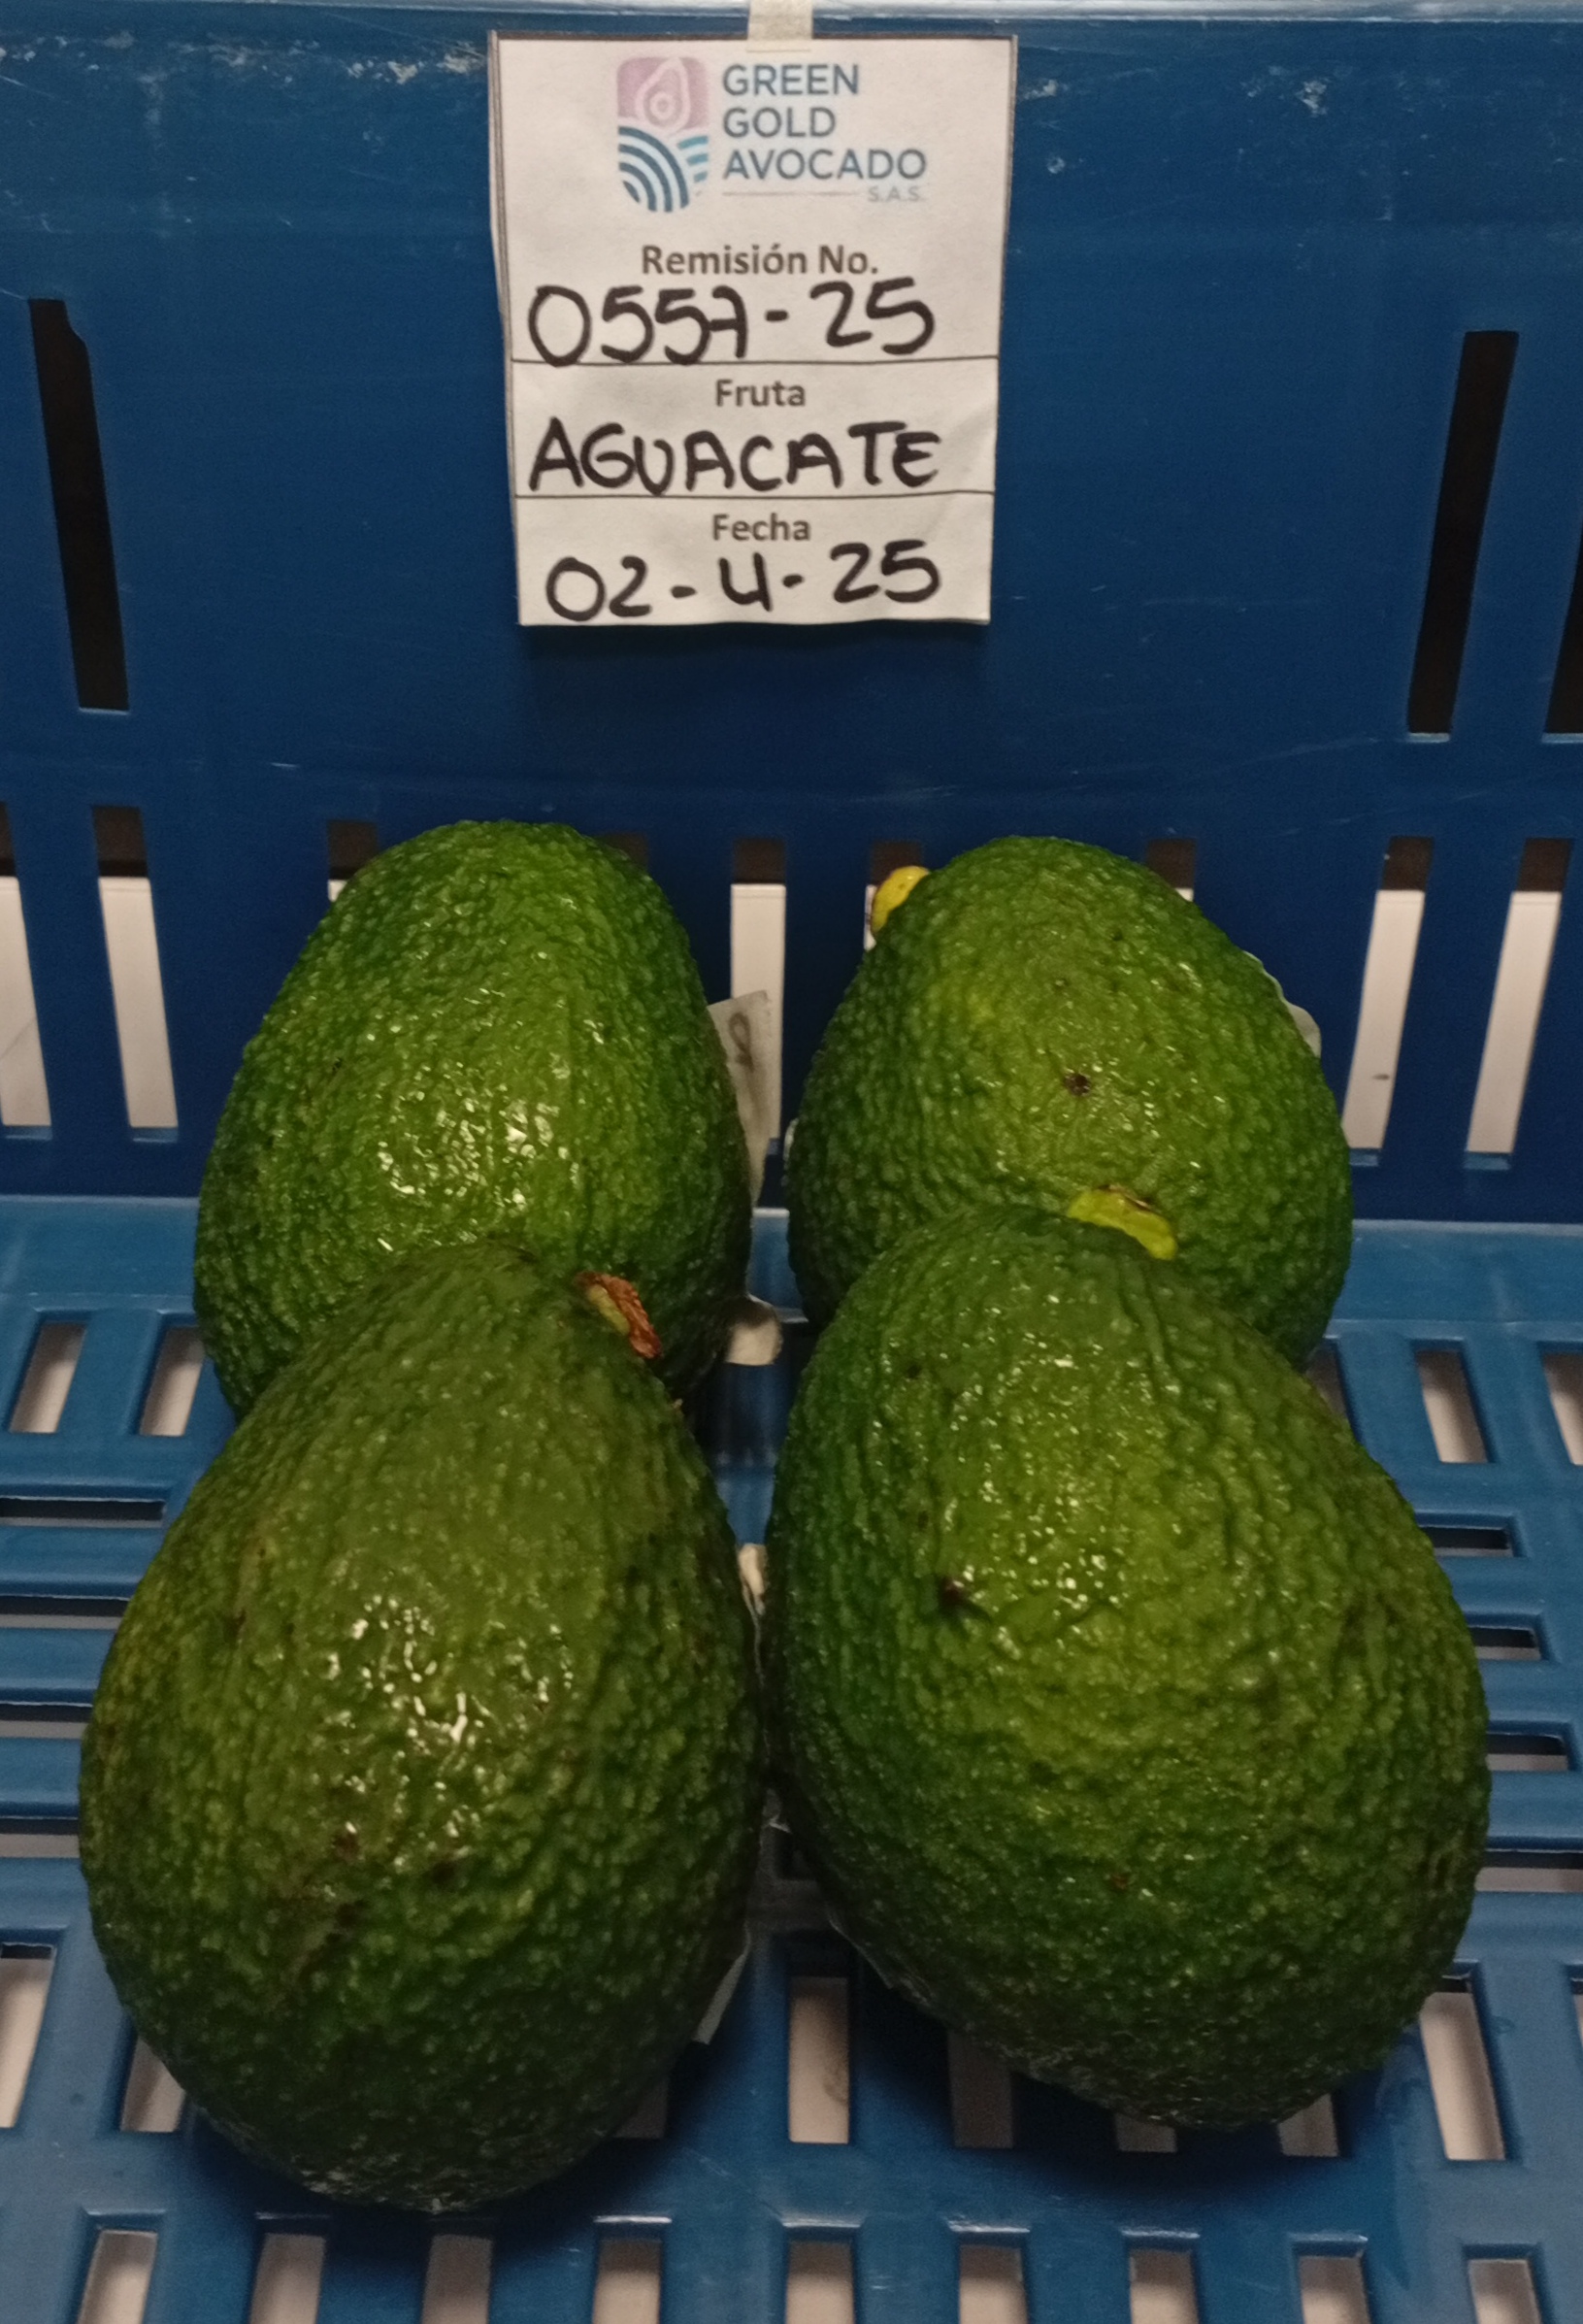 GREEN
GOLD
AVOCADO
S.A.S.
Remisión No.
0557-25
Fruta
AGUACATE
Fecha
02-4-25